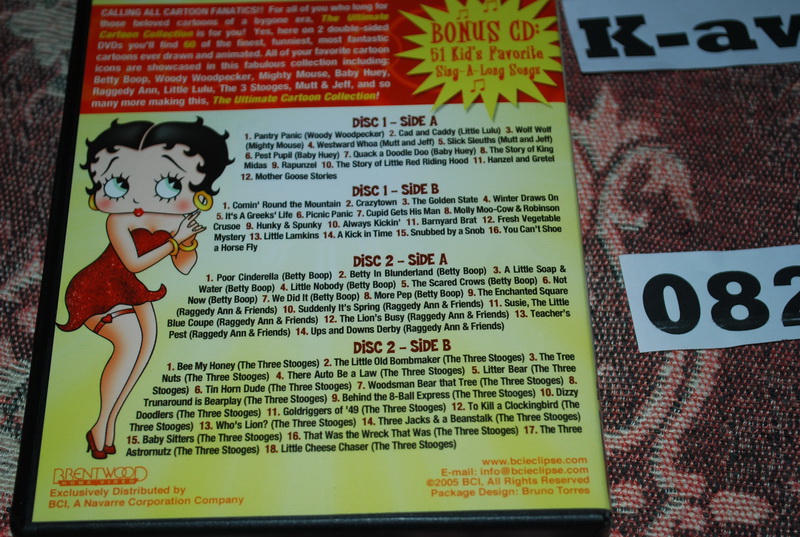 CALLING ALL CARTOON FANATICS!! For all of you who long for
those beloved cartoons of a bygone era, The Ultimate
Cartoon Collection is for you! Yes, here on 2 double-sided
DVDs you'll find 60 of the finest, funniest, most fantastic
cartoons ever drawn and animated. All of your favorite cartoon
icons are showcased in this fabulous collection including:
Betty Boop, Woody Woodpecker, Mighty Mouse, Baby Huey,
Raggedy Ann, Little Lulu, The 3 Stooges, Mutt & Jeff, and so
many more making this, The Ultimate Cartoon Collection!
BONUS CD:
51 Kid's Favorite
Sing-A-Long Songs
K-aw
DiSC 1 – SiDE A
1. Pantry Panic (Woody Woodpecker) 2. Cad and Caddy (Little Lulu) 3. Wolf Wolf
(Mighty Mouse) 4. Westward Whoa (Mutt and Jeff) 5. Slick Sleuths (Mutt and Jeff)
6. Pest Pupil (Baby Huey) 7. Quack a Doodle Doo (Baby Huey) 8. The Story of King
Midas 9. Rapunzel 10. The Story of Little Red Riding Hood 11. Hanzel and Gretel
12. Mother Goose Stories
DiSC 1 – SiDE B
1. Comin' Round the Mountain 2. Crazytown 3. The Golden State 4. Winter Draws On
5. It's A Greeks' Life 6. Picnic Panic 7. Cupid Gets His Man 8. Molly Moo-Cow & Robinson
Crusoe 9. Hunky & Spunky 10. Always Kickin' 11. Barnyard Brat 12. Fresh Vegetable
Mystery 13. Little Lamkins 14. A Kick in Time 15. Snubbed by a Snob 16. You Can't Shoe
a Horse Fly
DiSC 2 – SiDE A
1. Poor Cinderella (Betty Boop) 2. Betty In Blunderland (Betty Boop) 3. A Little Soap &
Water (Betty Boop) 4. Little Nobody (Betty Boop) 5. The Scared Crows (Betty Boop) 6. Not
Now (Betty Boop) 7. We Did It (Betty Boop) 8. More Pep (Betty Boop) 9. The Enchanted Square
(Raggedy Ann & Friends) 10. Suddenly It's Spring (Raggedy Ann & Friends) 11. Susie, The Little
Blue Coupe (Raggedy Ann & Friends) 12. The Lion's Busy (Raggedy Ann & Friends) 13. Teacher's
Pest (Raggedy Ann & Friends) 14. Ups and Downs Derby (Raggedy Ann & Friends)
DiSC 2 – SiDE B
1. Bee My Honey (The Three Stooges) 2. The Little Old Bombmaker (The Three Stooges) 3. The Tree
Nuts (The Three Stooges) 4. There Auto Be a Law (The Three Stooges) 5. Litter Bear (The Three
Stooges) 6. Tin Horn Dude (The Three Stooges) 7. Woodsman Bear that Tree (The Three Stooges) 8.
Trunaround is Bearplay (The Three Stooges) 9. Behind the 8-Ball Express (The Three Stooges) 10. Dizzy
Doodlers (The Three Stooges) 11. Goldriggers of '49 (The Three Stooges) 12. To Kill a Clockingbird (The
Three Stooges) 13. Who's Lion? (The Three Stooges) 14. Three Jacks & a Beanstalk (The Three Stooges)
15. Baby Sitters (The Three Stooges) 16. That Was the Wreck That Was (The Three Stooges) 17. The Three
Astrornutz (The Three Stooges) 18. Little Cheese Chaser (The Three Stooges)
082
BRENTWOOD
HOME VIDEO
Exclusively Distributed by
BCI, A Navarre Corporation Company
www.bcieclipse.com
E-mail: info@bcieclipse.com
©2005 BCI, All Rights Reserved
Package Design: Bruno Torres